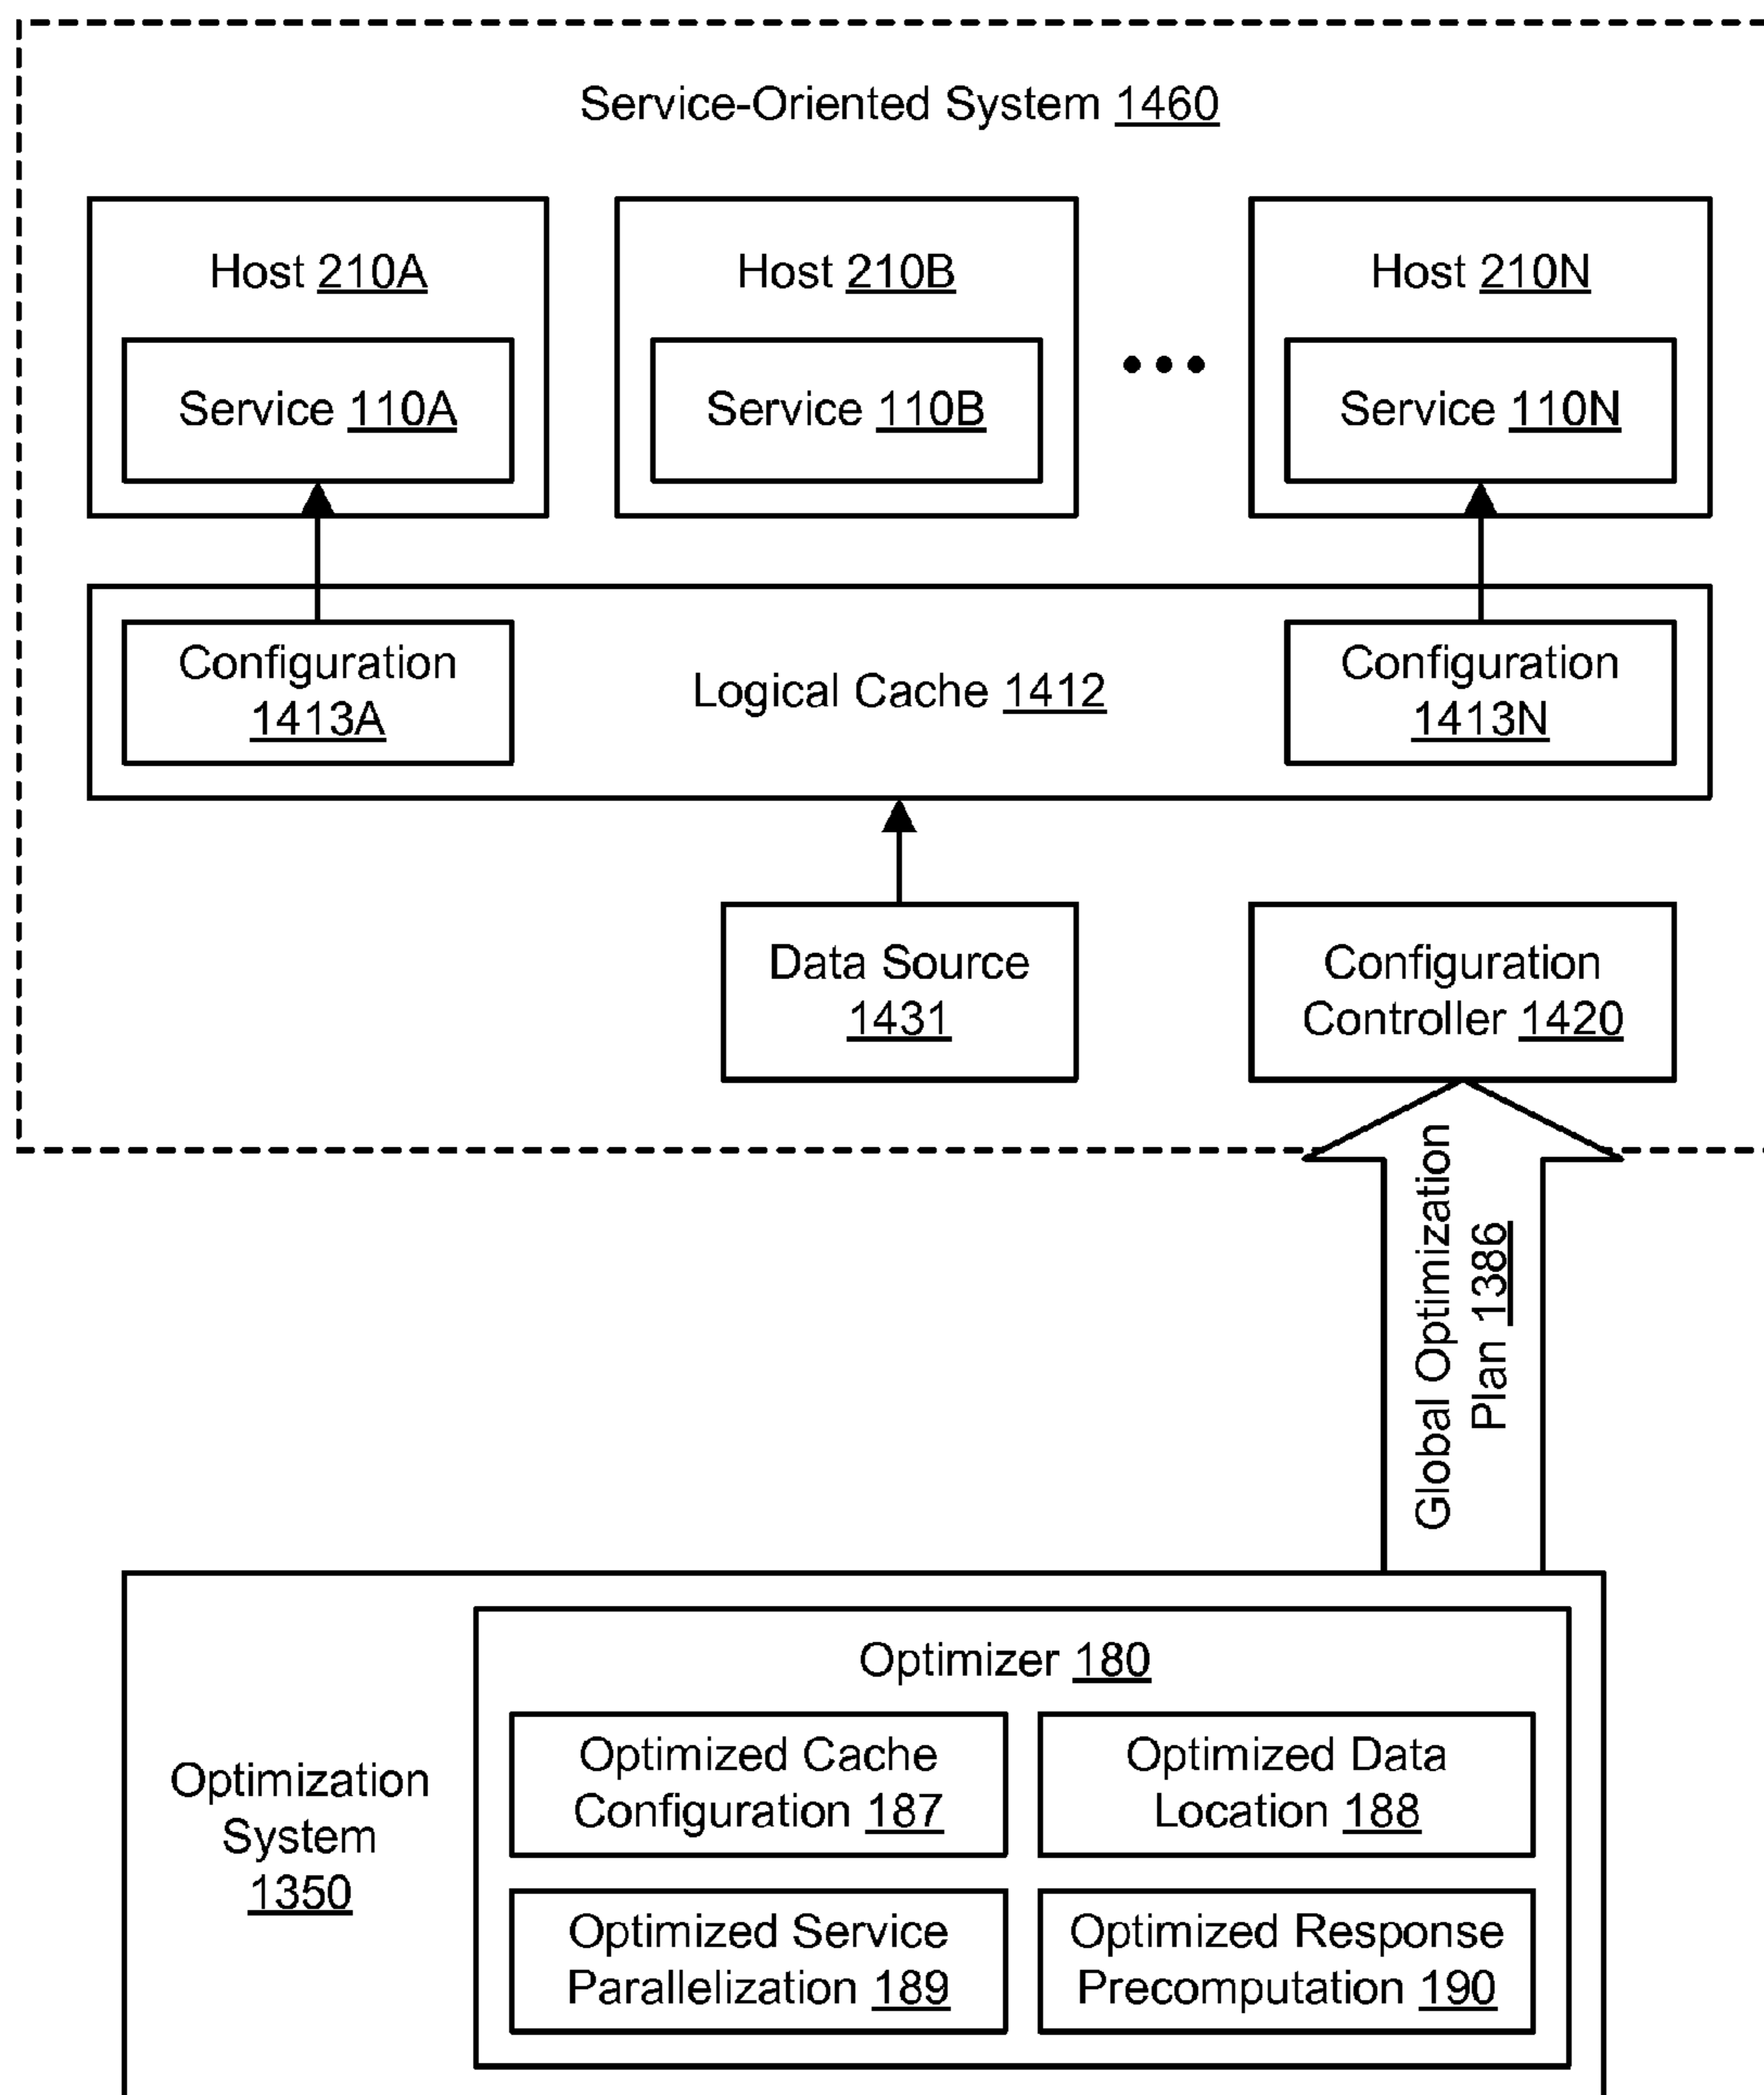 Service-Oriented System 1460
Host 210A
Host 210B
Host 210N
Service 110A
Service 110B
Service 110N
Configuration
1413A
Logical Cache 1412
Configuration
1413N
Data Source
1431
Configuration
Controller 1420
Global Optimization
Plan 1386
Optimization
System
1350
Optimizer 180
Optimized Cache
Configuration 187
Optimized Data
Location 188
Optimized Service
Parallelization 189
Optimized Response
Precomputation 190